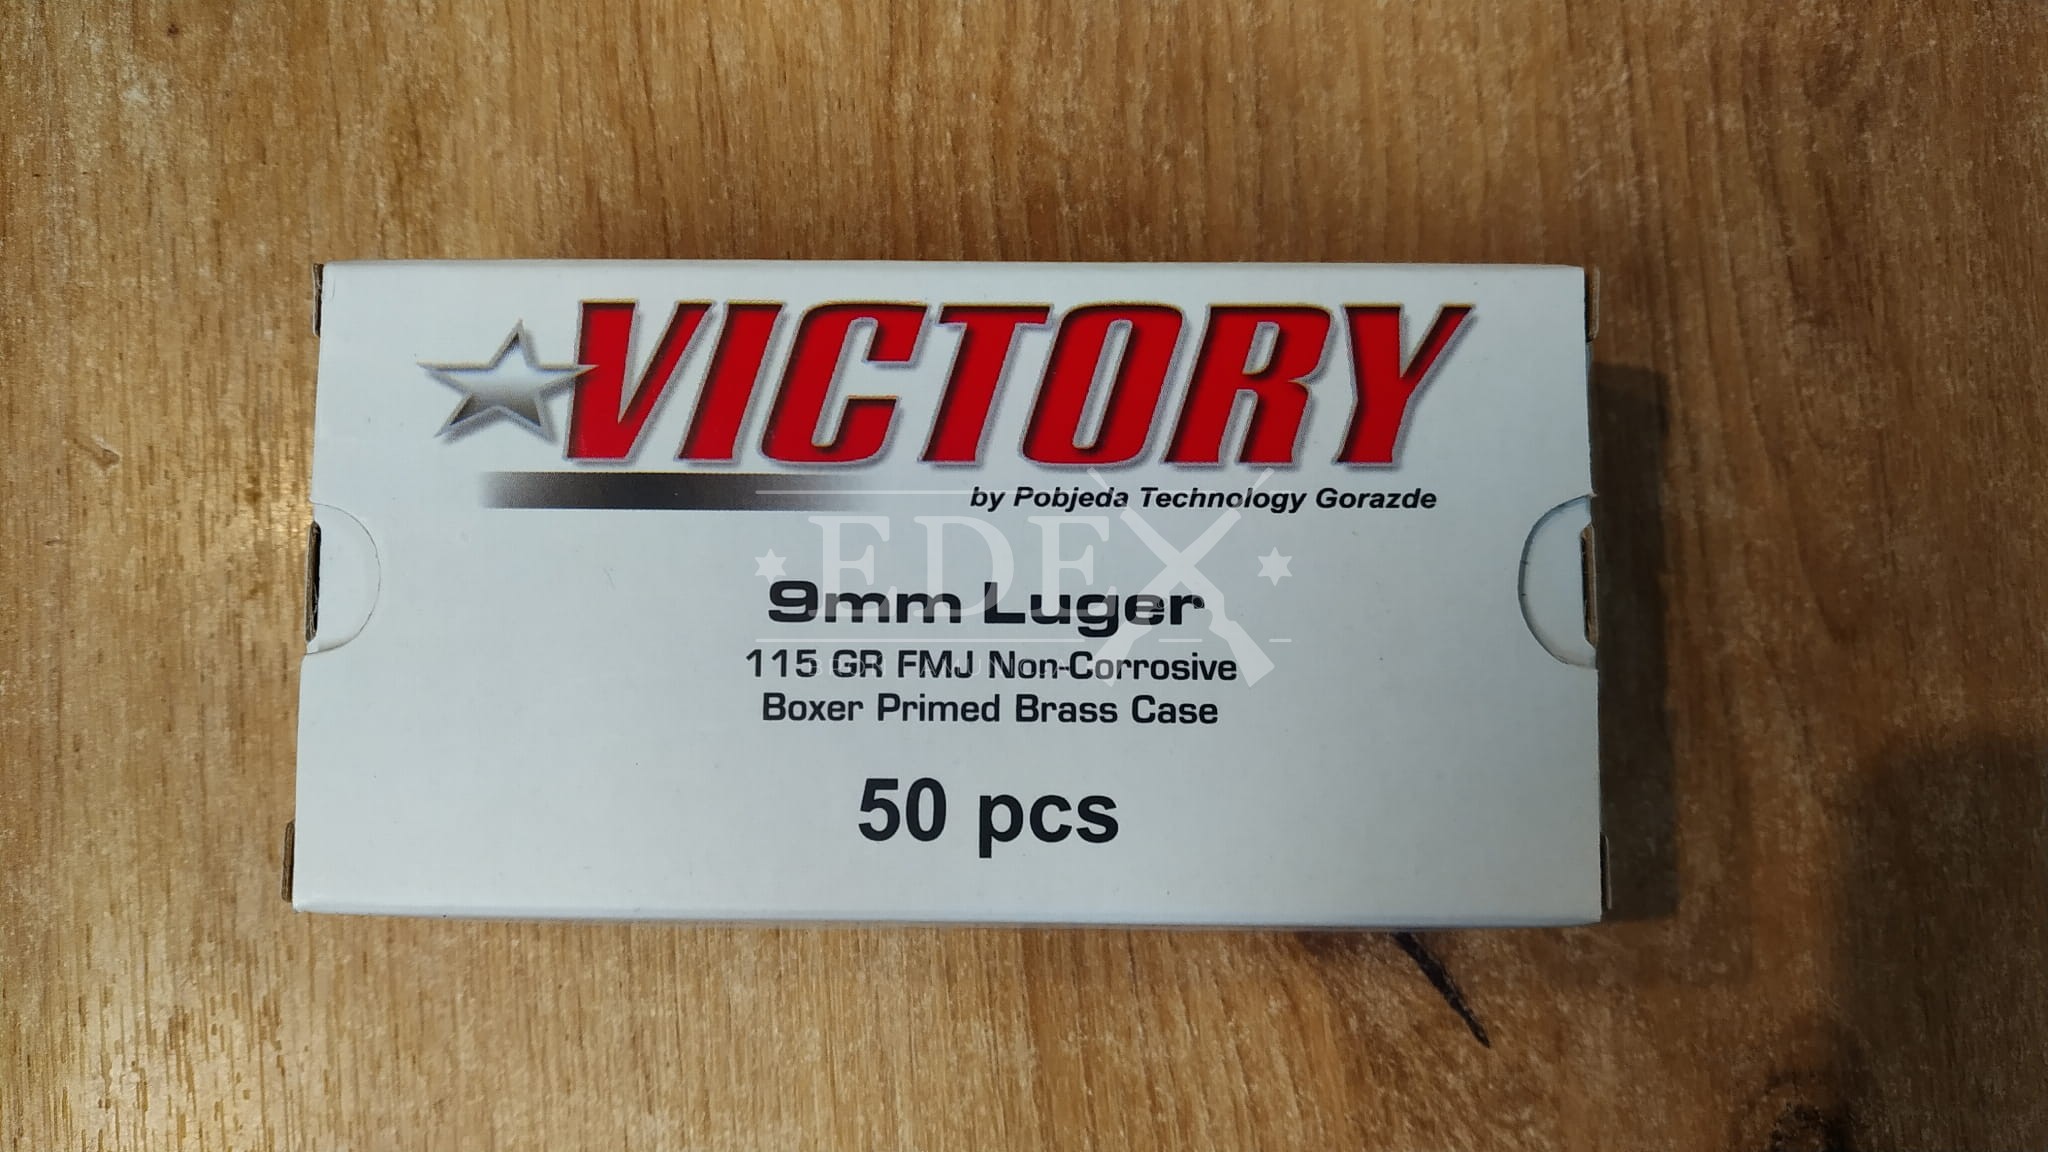 VICTORY
by Pobjeda Technology Gorazde
EDEX
9mm Luger
115 GR FMJ Non-Corrosive
Boxer Primed Brass Case
50 pcs